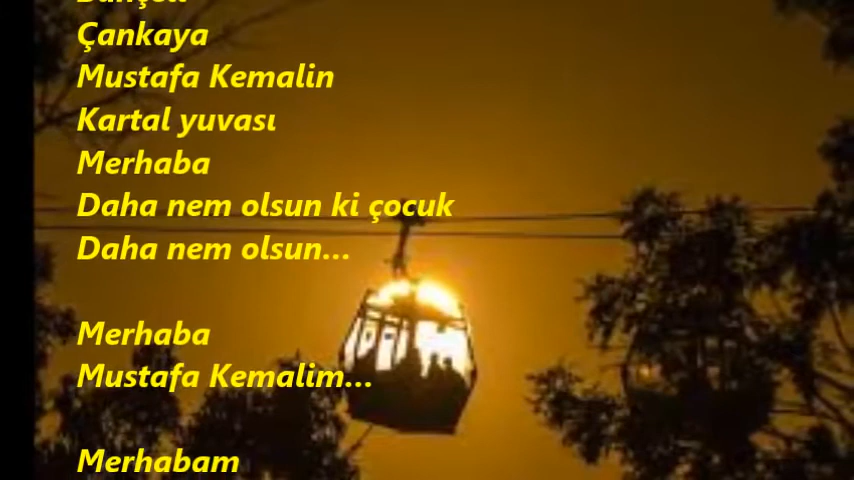 Çankaya
Mustafa Kemalin
Kartal yuvası
Merhaba
Daha nem olsun ki çocuk
Daha nem olsun...
Merhaba
Mustafa Kemalim...
Merhabam